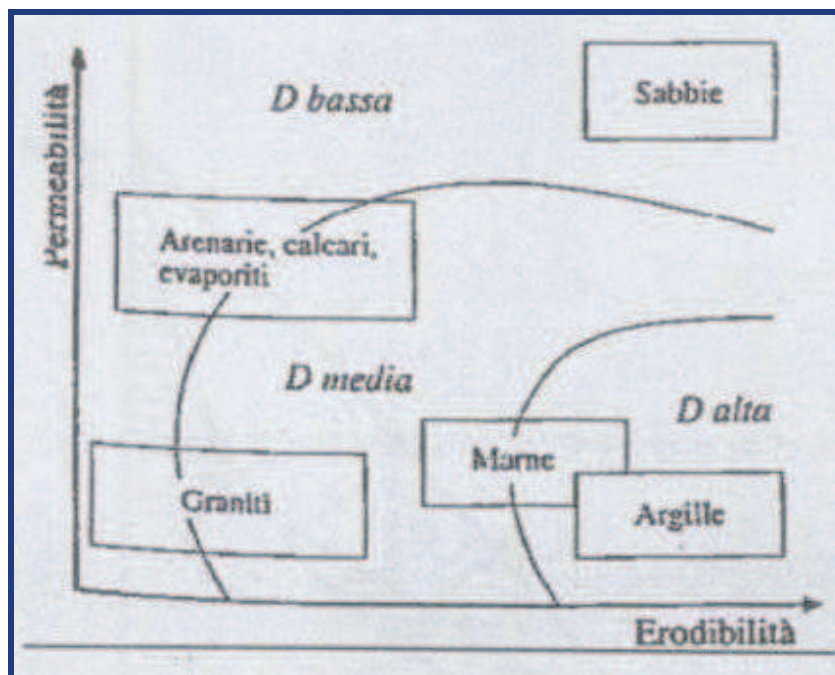 Permeabilità
D bassa
Sabbie
Arenarie, calcari,
evaporiti
D media
D alta
Marne
Graniti
Argille
Erodibilità